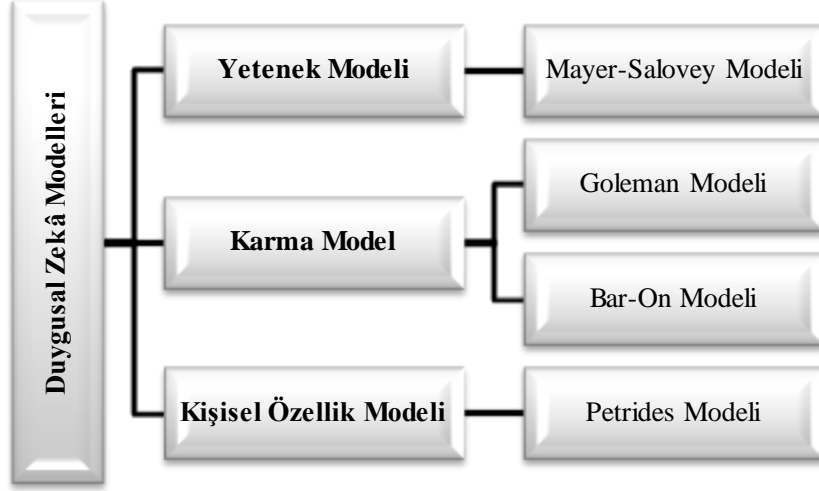 Duygusal Zekâ Modelleri
Yetenek Modeli
Mayer-Salovey Modeli
Karma Model
Goleman Modeli
Bar-On Modeli
Kişisel Özellik Modeli
Petrides Modeli